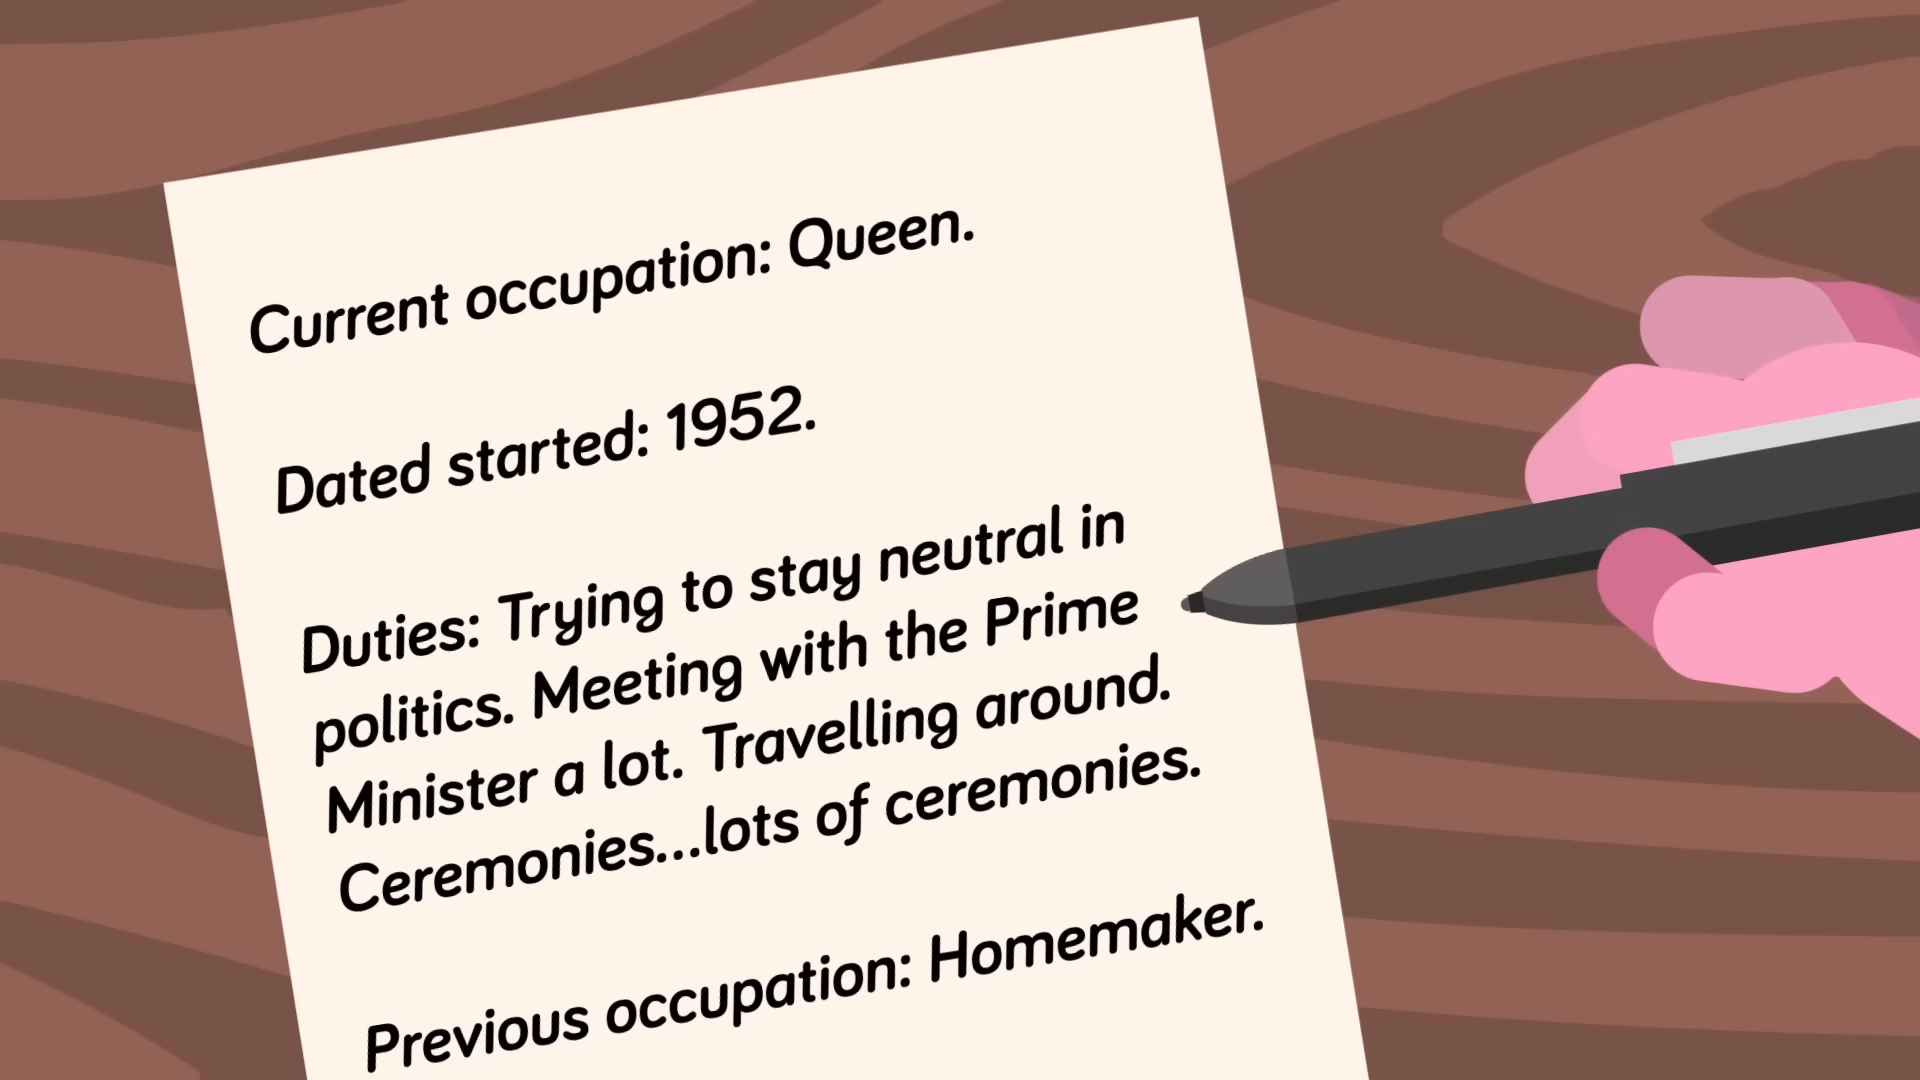 Current occupation: Queen.
Dated started: 1952.
Duties: Trying to stay neutral in
politics. Meeting with the Prime
Minister a lot. Travelling around.
Ceremonies...lots of ceremonies.
Previous occupation: Homemaker.